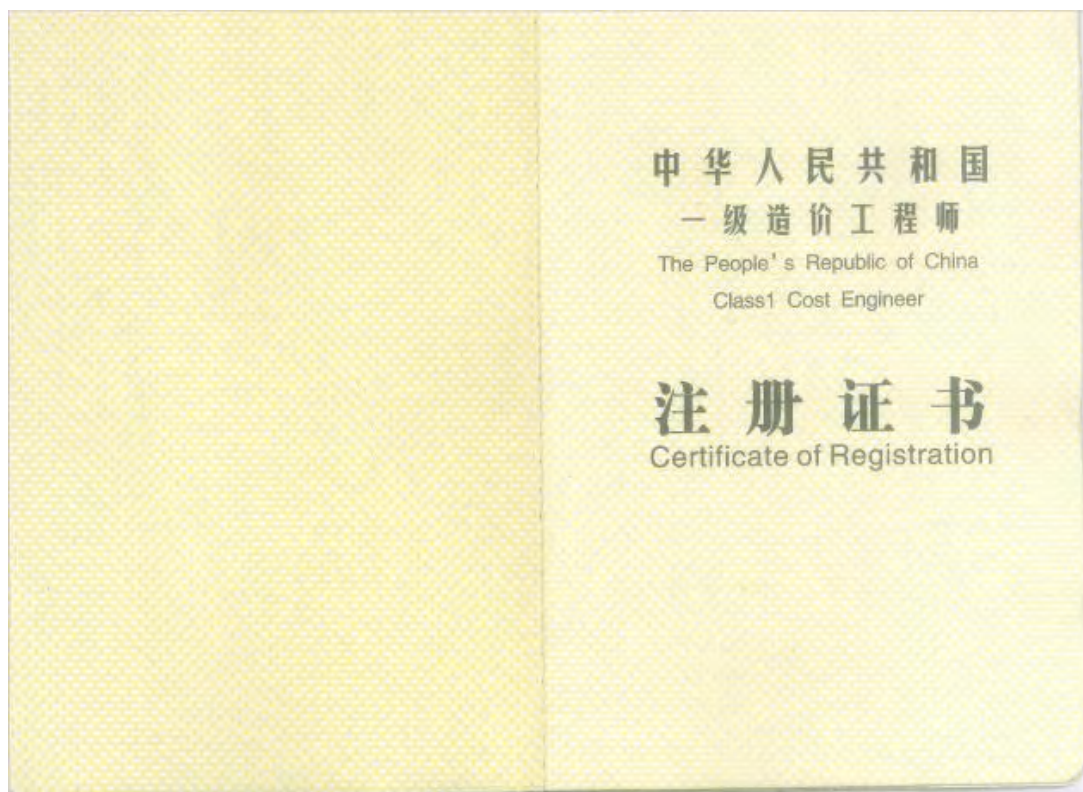 中华人民共和国
一级造价工程师
The People's Republic of China
Class1 Cost Engineer
注册证书
Certificate of Registration